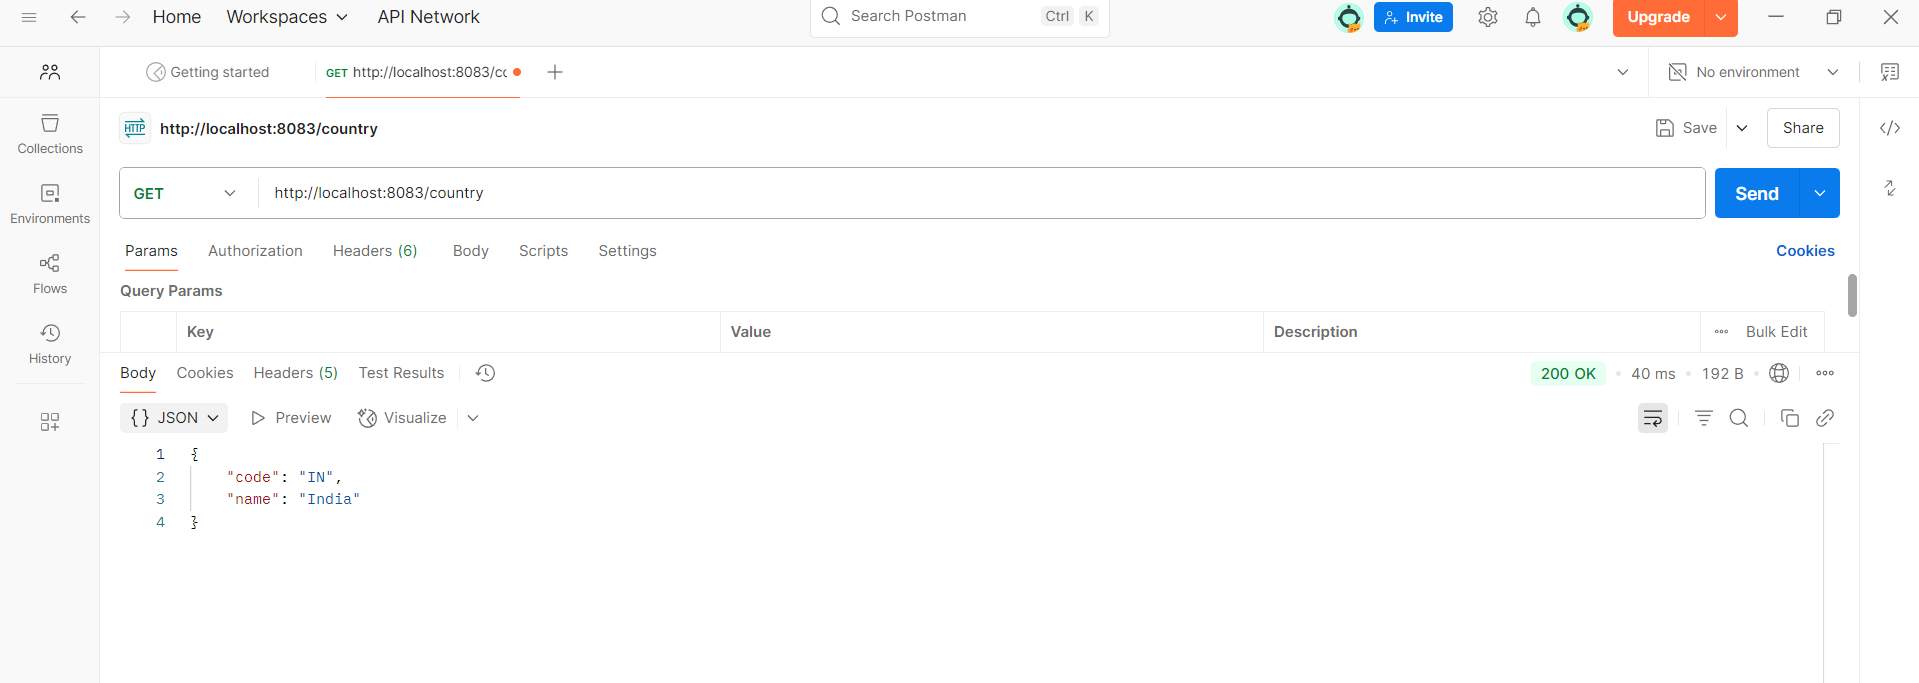 Home Workspaces API Network Search Postman Ctrl K Invite Upgrade
Getting started GET http://localhost:8083/cc No environment
HTTP http://localhost:8083/country Save Share
Collections
GET http://localhost:8083/country Send
Environments
Params Authorization Headers (6) Body Scripts Settings Cookies
Flows
Query Params
Key Value Description Bulk Edit
History
Body Cookies Headers (5) Test Results 200 OK 40 ms 192 B
{} JSON Preview Visualize
1 {
2 "code": "IN",
3 "name": "India"
4 }